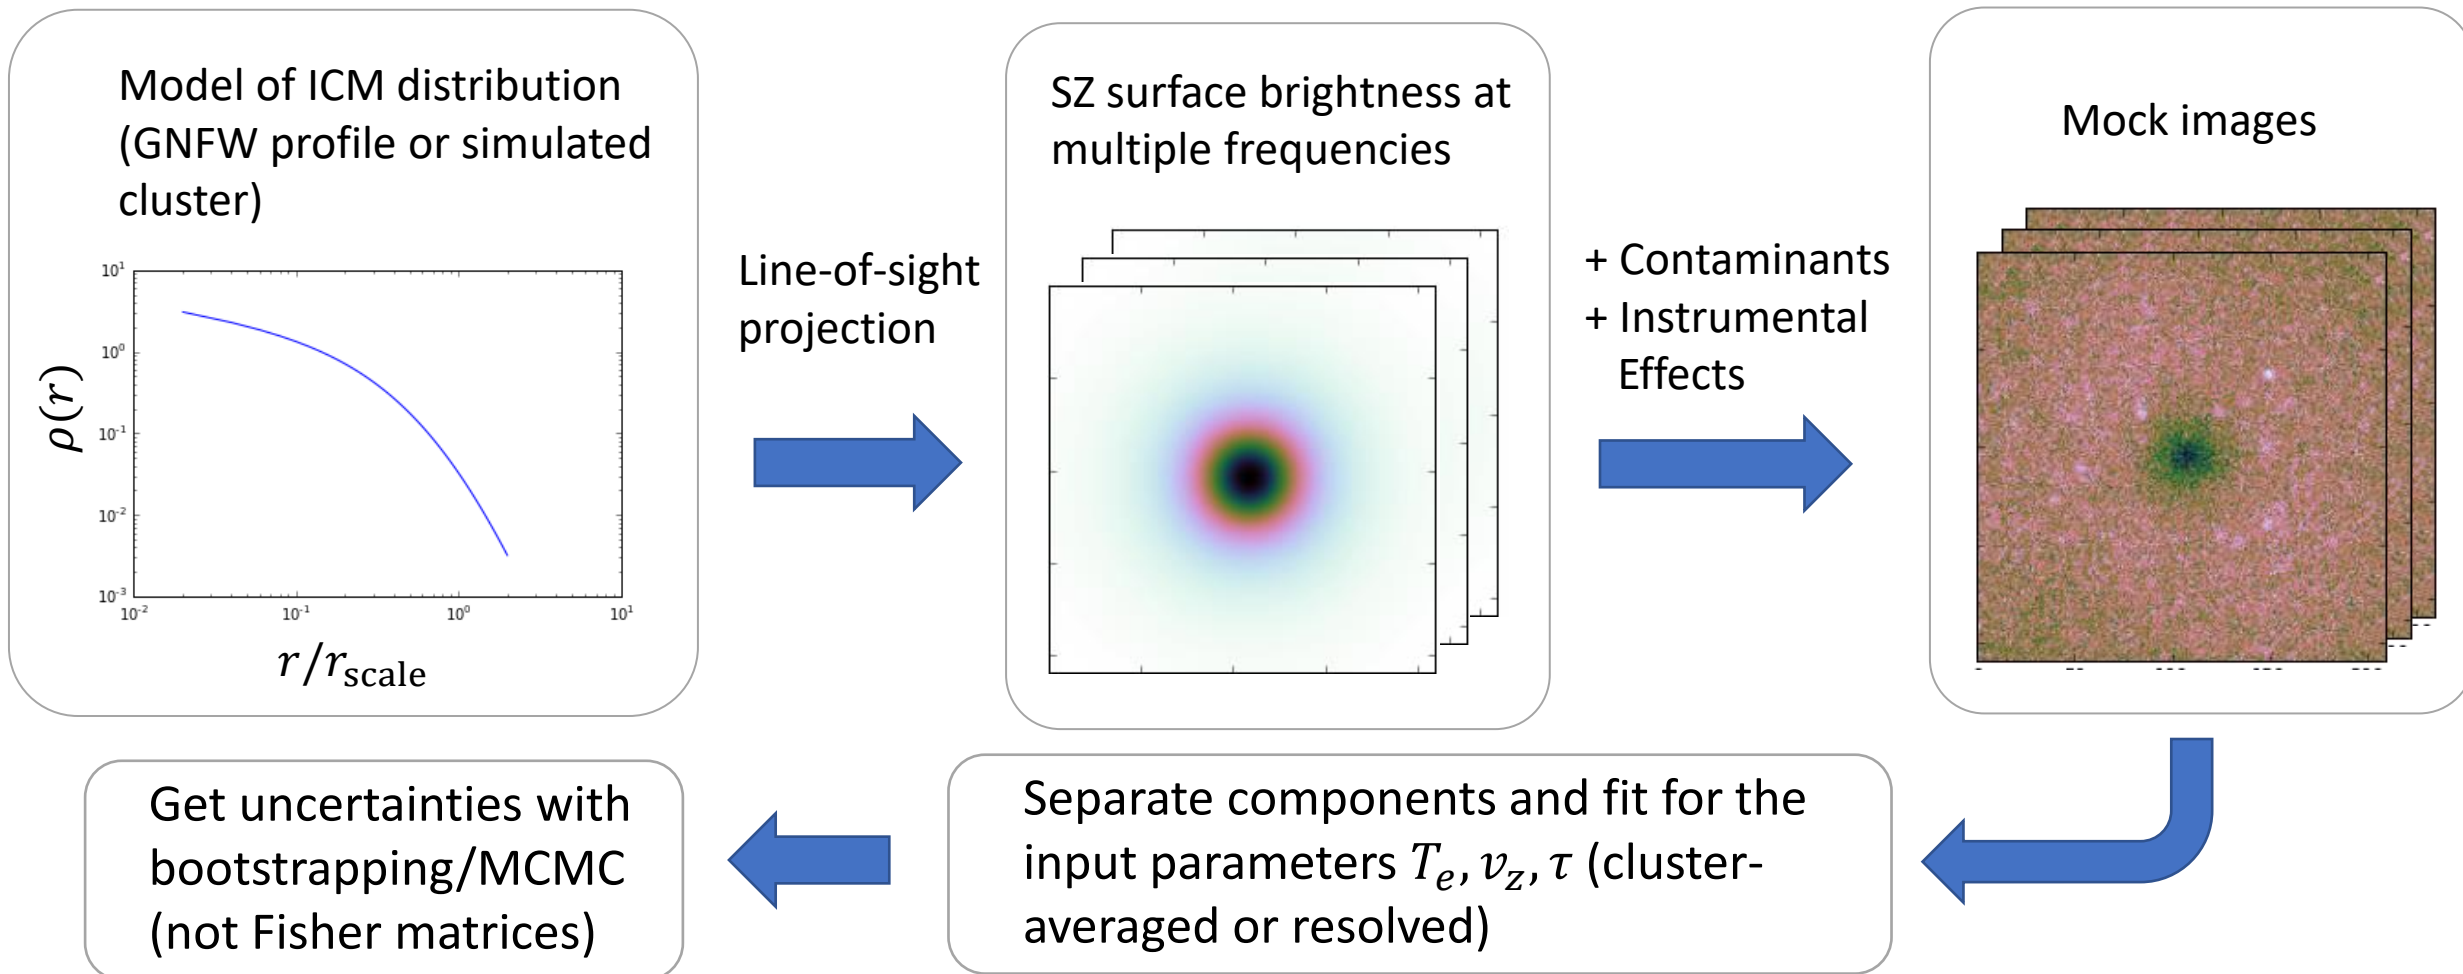 Model of ICM distribution
(GNFW profile or simulated
cluster)
10¹
10⁰
10⁻¹
10⁻²
10⁻³
ρ(r)
10⁻²
10⁻¹
10⁰
10¹
r/r_scale
Line-of-sight
projection
SZ surface brightness at
multiple frequencies
+ Contaminants
+ Instrumental
Effects
Mock images
Separate components and fit for the
input parameters T_e, v_z, τ (cluster-
averaged or resolved)
Get uncertainties with
bootstrapping/MCMC
(not Fisher matrices)